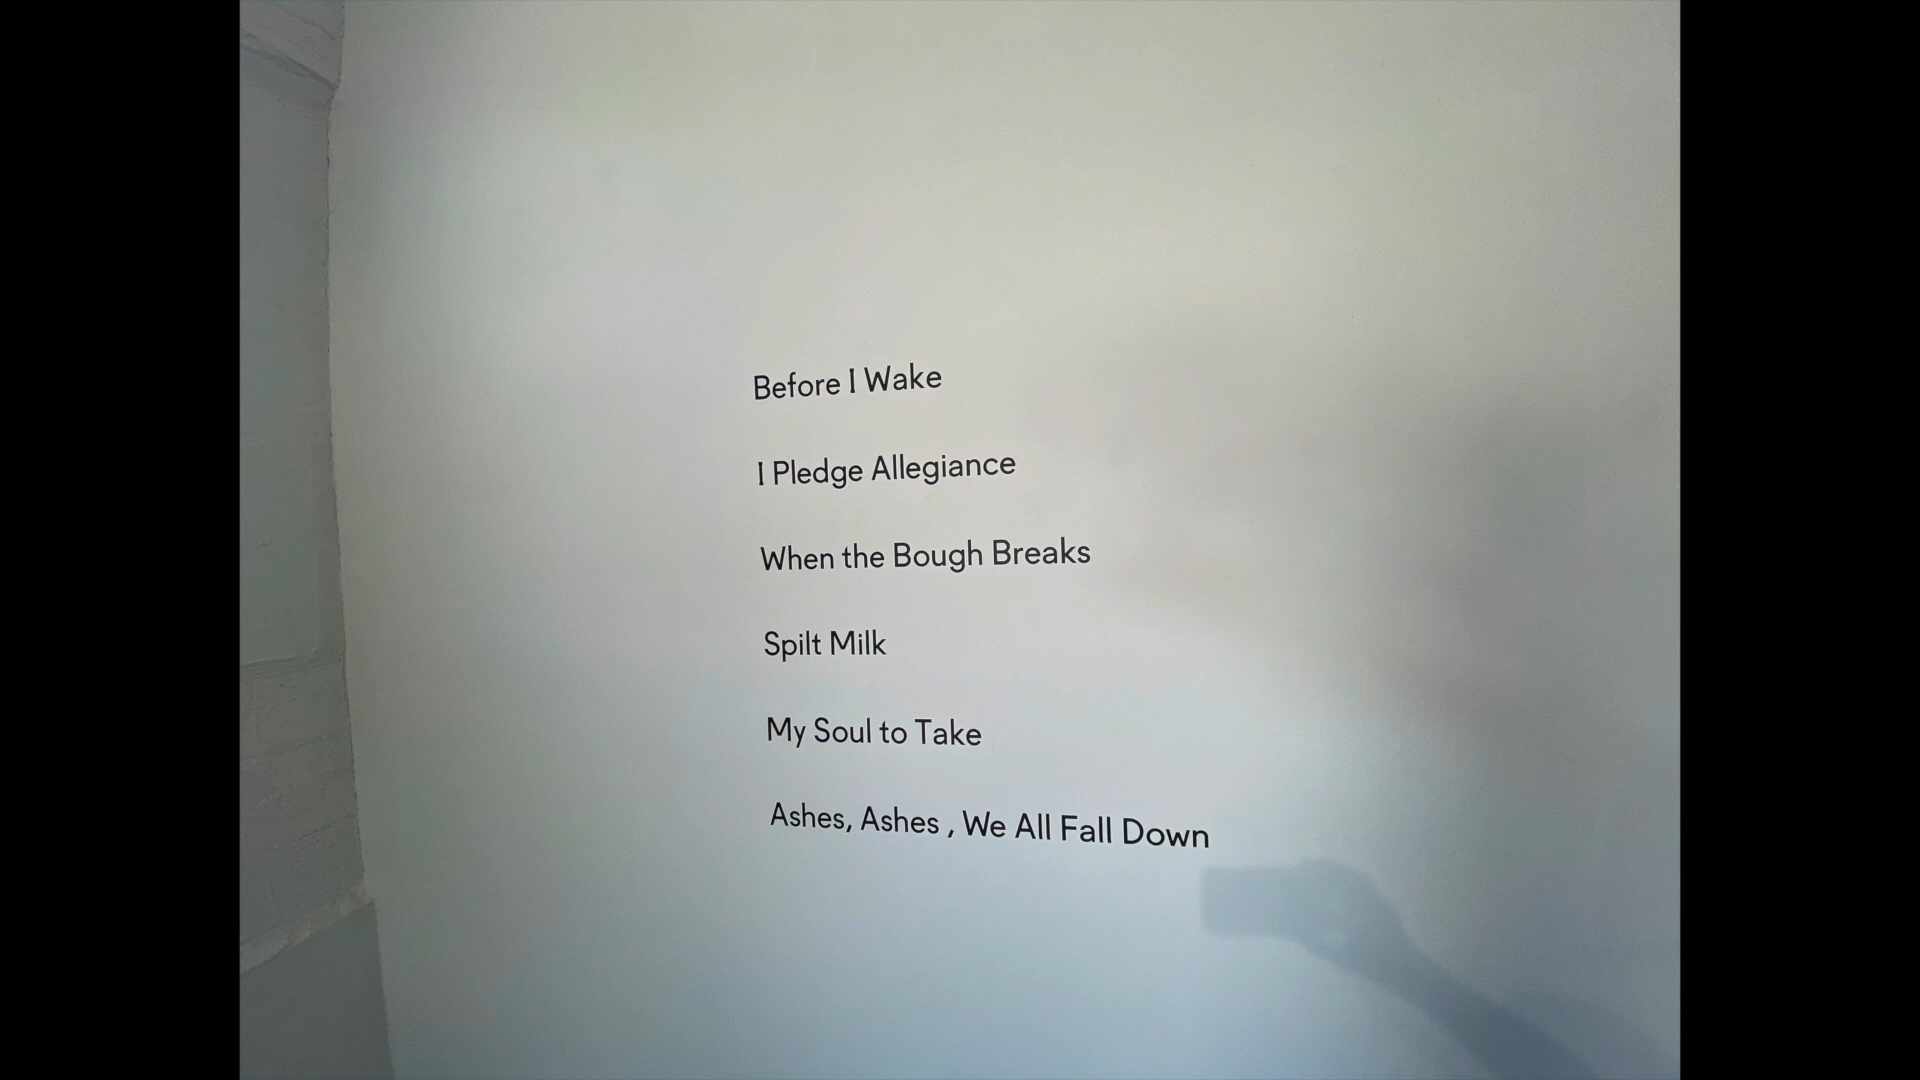 Before I Wake
I Pledge Allegiance
When the Bough Breaks
Spilt Milk
My Soul to Take
Ashes, Ashes , We All Fall Down